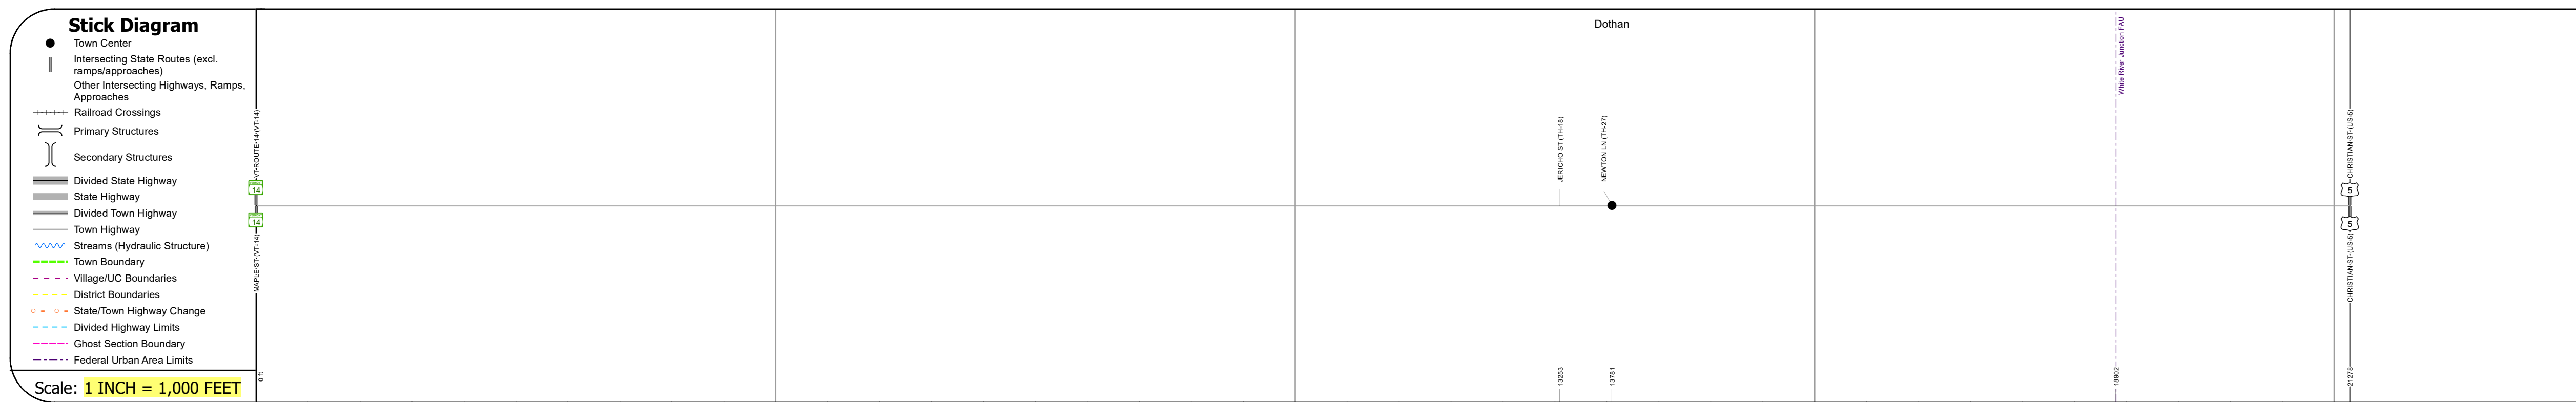 Stick Diagram
Town Center
Intersecting State Routes (excl.
ramps/approaches)
Other Intersecting Highways, Ramps,
Approaches
Railroad Crossings
Primary Structures
Secondary Structures
Divided State Highway
State Highway
Divided Town Highway
Town Highway
Streams (Hydraulic Structure)
Town Boundary
Village/UC Boundaries
District Boundaries
State/Town Highway Change
Divided Highway Limits
Ghost Section Boundary
Federal Urban Area Limits
Scale: 1 INCH = 1,000 FEET
VT ROUTE 14 (VT-14)
14
14
MAPLE ST (VT-14)
0 ft
Dothan
JERICHO ST (TH-18)
NEWTON LN (TH-27)
13253
13781
White River Junction FAU
18902
CHRISTIAN ST (US-5)
5
5
CHRISTIAN ST (US-5)
21278